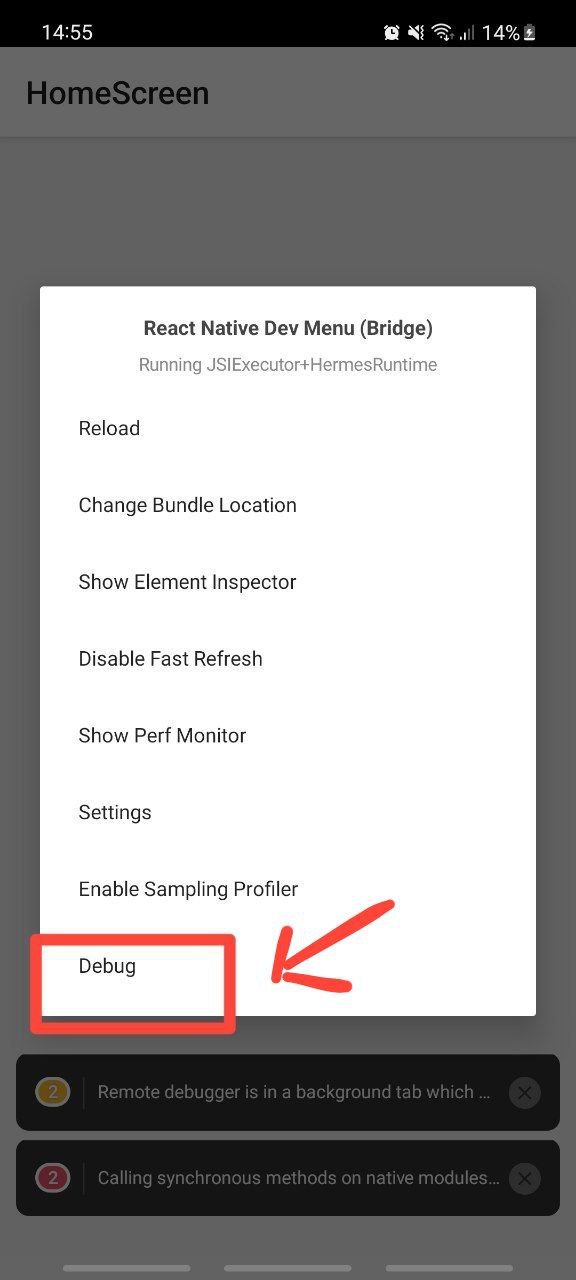 14:55
14%
HomeScreen
React Native Dev Menu (Bridge)
Running JSIExecutor+HermesRuntime
Reload
Change Bundle Location
Show Element Inspector
Disable Fast Refresh
Show Perf Monitor
Settings
Enable Sampling Profiler
Debug
2
Remote debugger is in a background tab which ...
2
Calling synchronous methods on native modules...